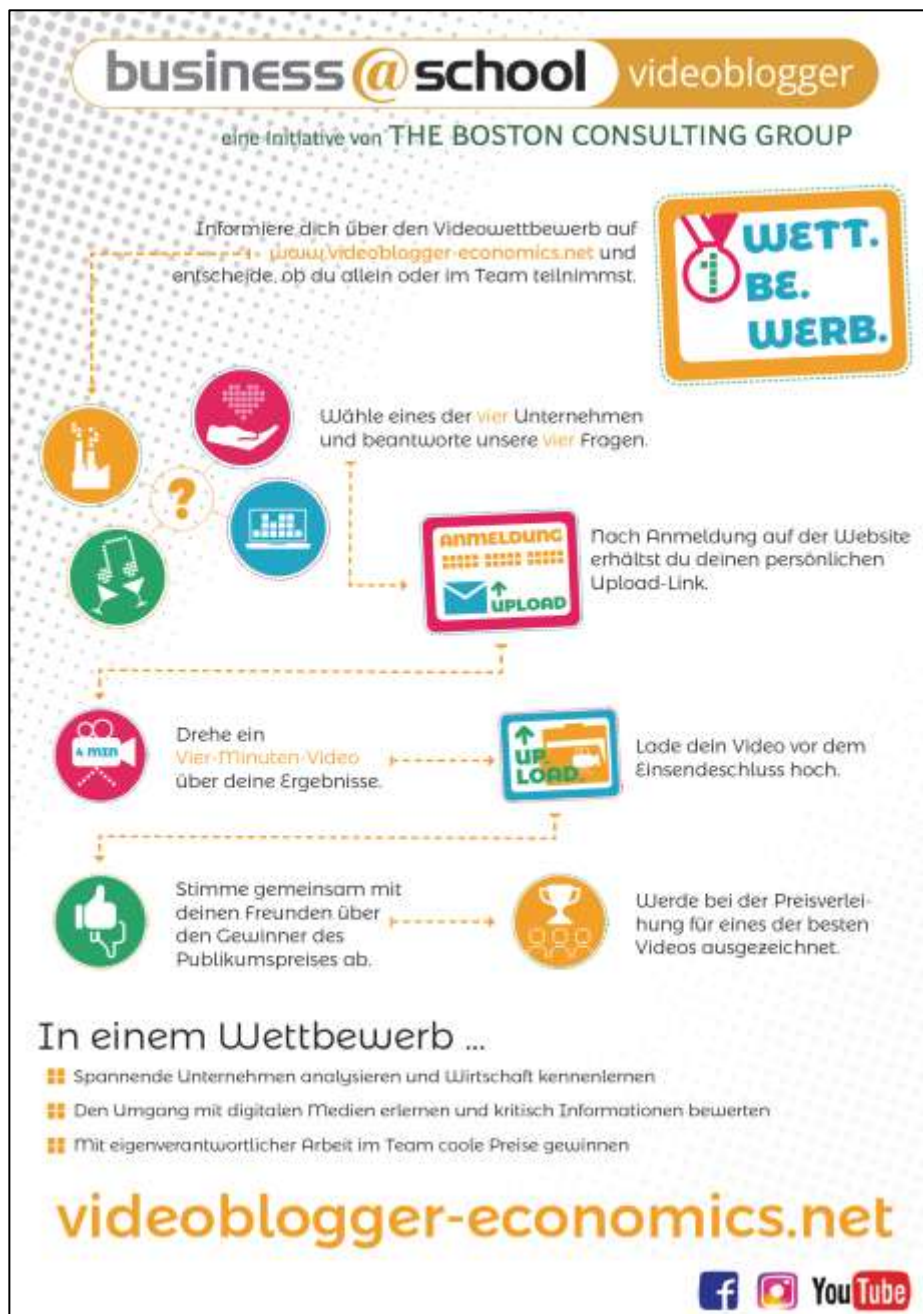 business@school videoblogger
eine Initiative von THE BOSTON CONSULTING GROUP
Informiere dich über den Videowettbewerb auf
www.videoblogger-economics.net und
entscheide, ob du allein oder im Team teilnimmst.
1
WETT.
BE.
WERB.
Wähle eines der vier Unternehmen
und beantworte unsere vier Fragen.
?
ANMELDUNG
UPLOAD
Nach Anmeldung auf der Website
erhältst du deinen persönlichen
Upload-Link.
4 MIN
Drehe ein
Vier-Minuten-Video
über deine Ergebnisse.
UP.
LOAD.
Lade dein Video vor dem
Einsendeschluss hoch.
Stimme gemeinsam mit
deinen Freunden über
den Gewinner des
Publikumspreises ab.
Werde bei der Preisverlei-
hung für eines der besten
Videos ausgezeichnet.
In einem Wettbewerb ...
Spannende Unternehmen analysieren und Wirtschaft kennenlernen
Den Umgang mit digitalen Medien erlernen und kritisch Informationen bewerten
Mit eigenverantwortlicher Arbeit im Team coole Preise gewinnen
videoblogger-economics.net
f YouTube